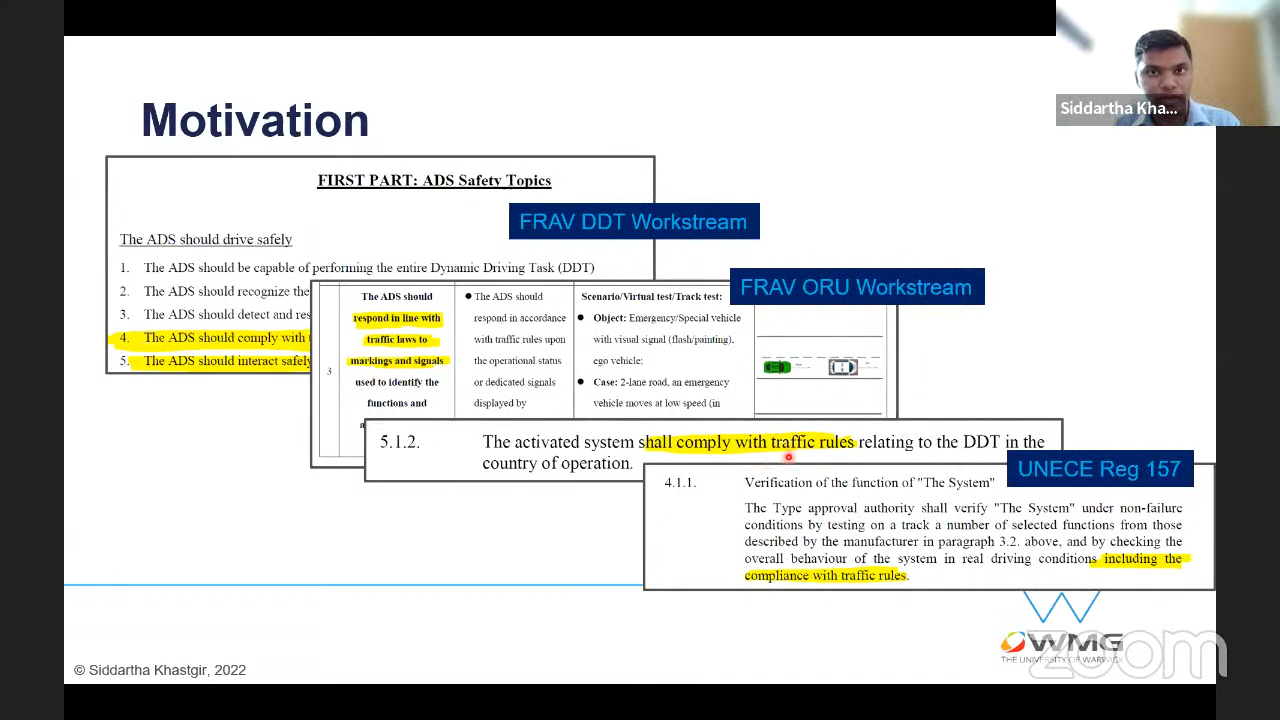 Siddartha Kha...
Motivation
FIRST PART: ADS Safety Topics
FRAV DDT Workstream
The ADS should drive safely
1. The ADS should be capable of performing the entire Dynamic Driving Task (DDT)
2. The ADS should recognize the
3. The ADS should detect and res
4. The ADS should comply with
5. The ADS should interact safely
FRAV ORU Workstream
3
The ADS should
respond in line with
traffic laws to
markings and signals
used to identify the
functions and
● The ADS should
respond in accordance
with traffic rules upon
the operational status
or dedicated signals
displayed by
Scenario/Virtual test/Track test:
● Object: Emergency/Special vehicle
with visual signal (flash/painting),
ego vehicle;
● Case: 2-lane road, an emergency
vehicle moves at low speed (in
5.1.2. The activated system shall comply with traffic rules relating to the DDT in the
country of operation.
UNECE Reg 157
4.1.1. Verification of the function of "The System"
The Type approval authority shall verify "The System" under non-failure
conditions by testing on a track a number of selected functions from those
described by the manufacturer in paragraph 3.2. above, and by checking the
overall behaviour of the system in real driving conditions including the
compliance with traffic rules.
WMG
THE UNIVERSITY OF WARWICK
zoom
© Siddartha Khastgir, 2022